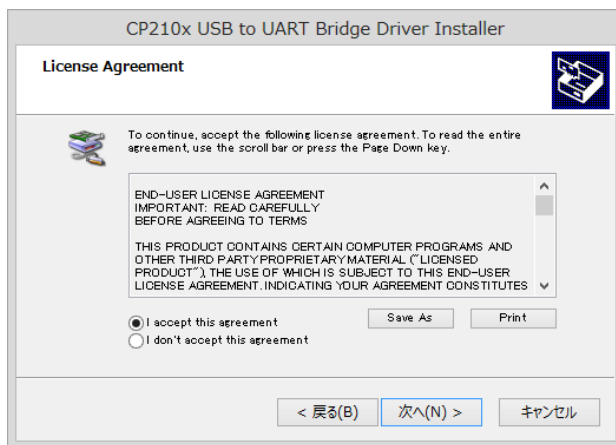 CP210x USB to UART Bridge Driver Installer
License Agreement
To continue, accept the following license agreement. To read the entire
agreement, use the scroll bar or press the Page Down key.
END-USER LICENSE AGREEMENT
IMPORTANT: READ CAREFULLY
BEFORE AGREEING TO TERMS
THIS PRODUCT CONTAINS CERTAIN COMPUTER PROGRAMS AND
OTHER THIRD PARTY PROPRIETARY MATERIAL ("LICENSED
PRODUCT"), THE USE OF WHICH IS SUBJECT TO THIS END-USER
LICENSE AGREEMENT. INDICATING YOUR AGREEMENT CONSTITUTES
I accept this agreement
Save As
Print
I don't accept this agreement
< 戻る(B)
次へ(N) >
キャンセル